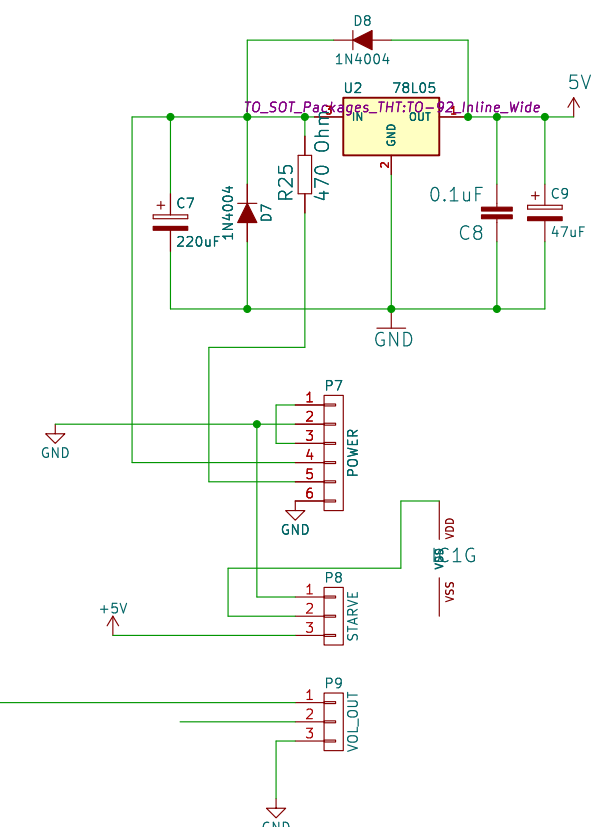 D8
1N4004
U2
78L05
5V
TO_SOT_Packages_THT:TO-92_Inline_Wide
3
IN
OUT
1
GND
2
R25
470 Ohm
+
C7
220uF
1N4004
D7
0.1uF
C8
+
C9
47uF
GND
P7
1
2
3
4
5
6
POWER
GND
GND
VDD
IC1G
VSS
P8
1
2
3
STARVE
+5V
P9
1
2
3
VOL_OUT
GND